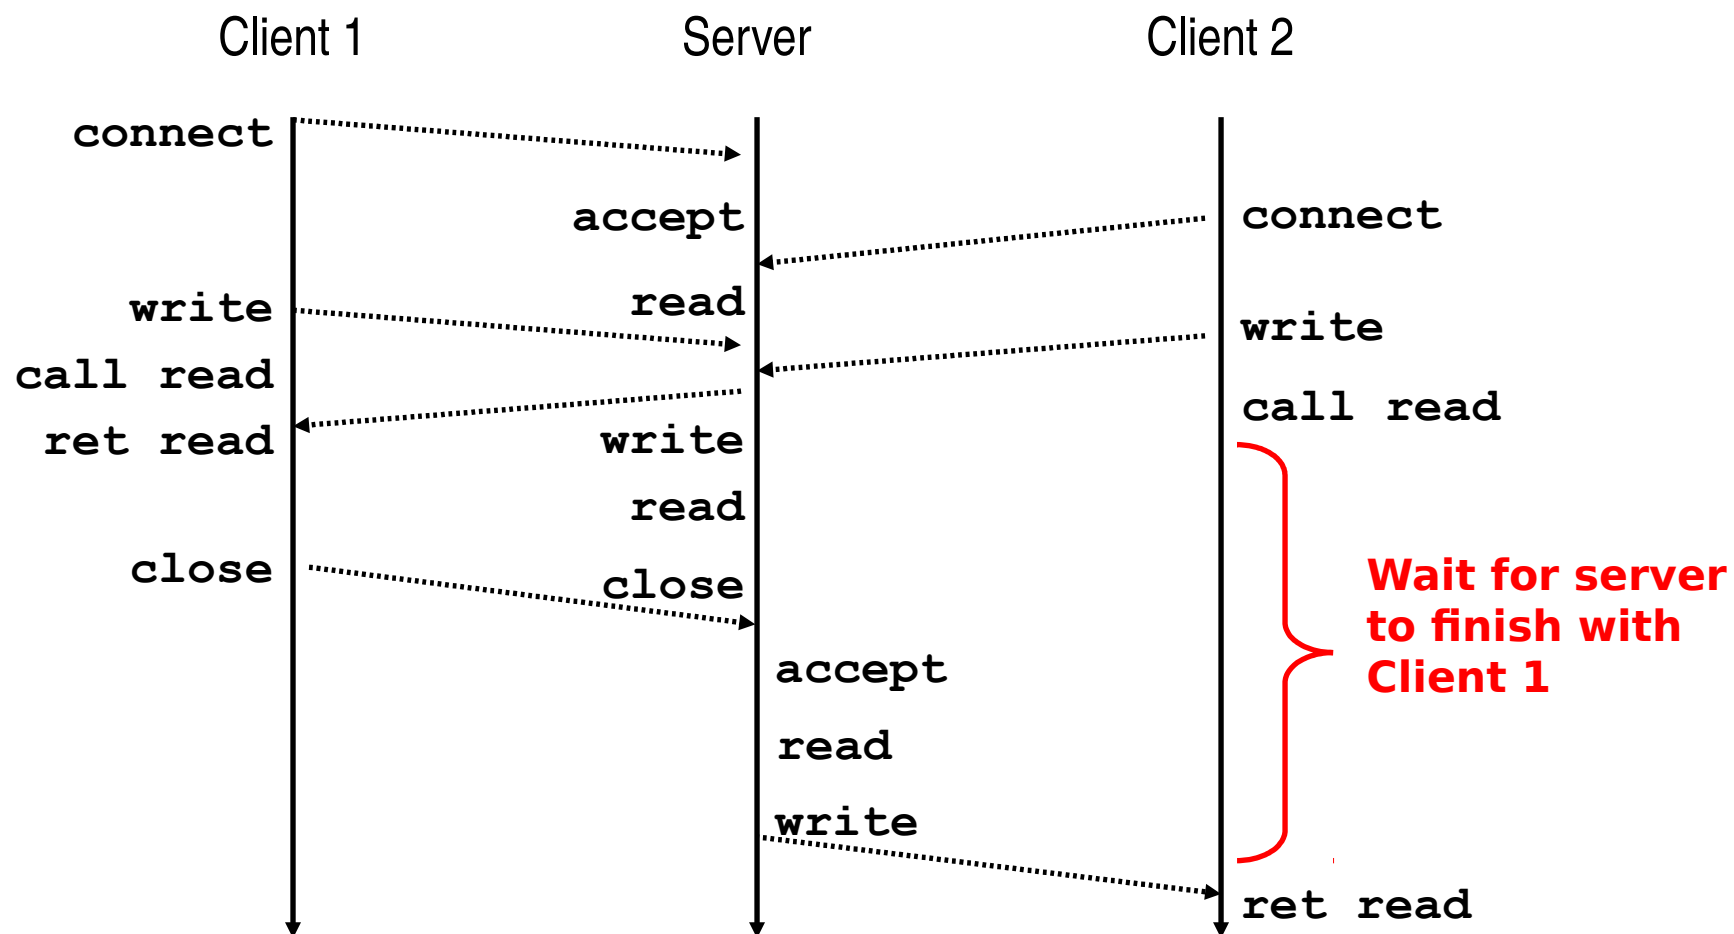 Client 1
Server
Client 2
connect
accept
connect
write
read
write
call read
call read
ret read
write
read
close
close
Wait for server
to finish with
Client 1
accept
read
write
ret read